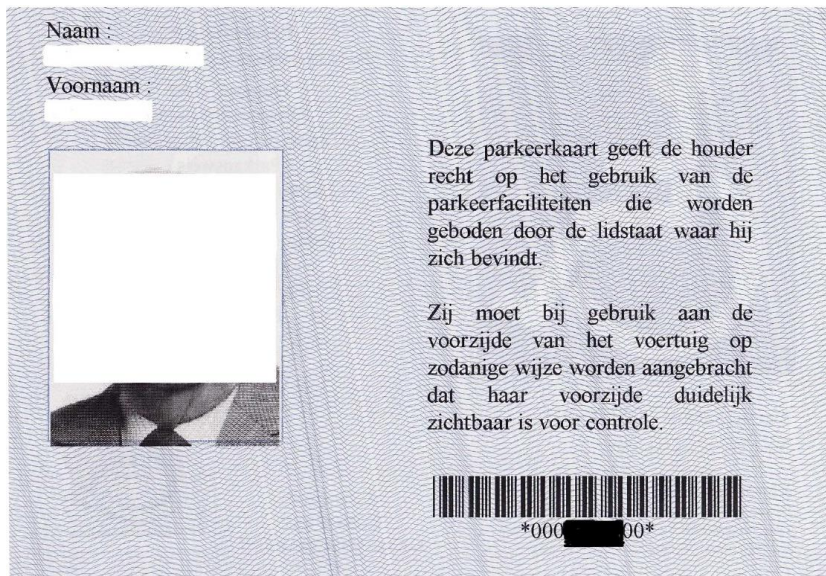 Naam :
Voornaam :
Deze parkeerkaart geeft de houder
recht op het gebruik van de
parkeerfaciliteiten die worden
geboden door de lidstaat waar hij
zich bevindt.
Zij moet bij gebruik aan de
voorzijde van het voertuig op
zodanige wijze worden aangebracht
dat haar voorzijde duidelijk
zichtbaar is voor controle.
*000 00*